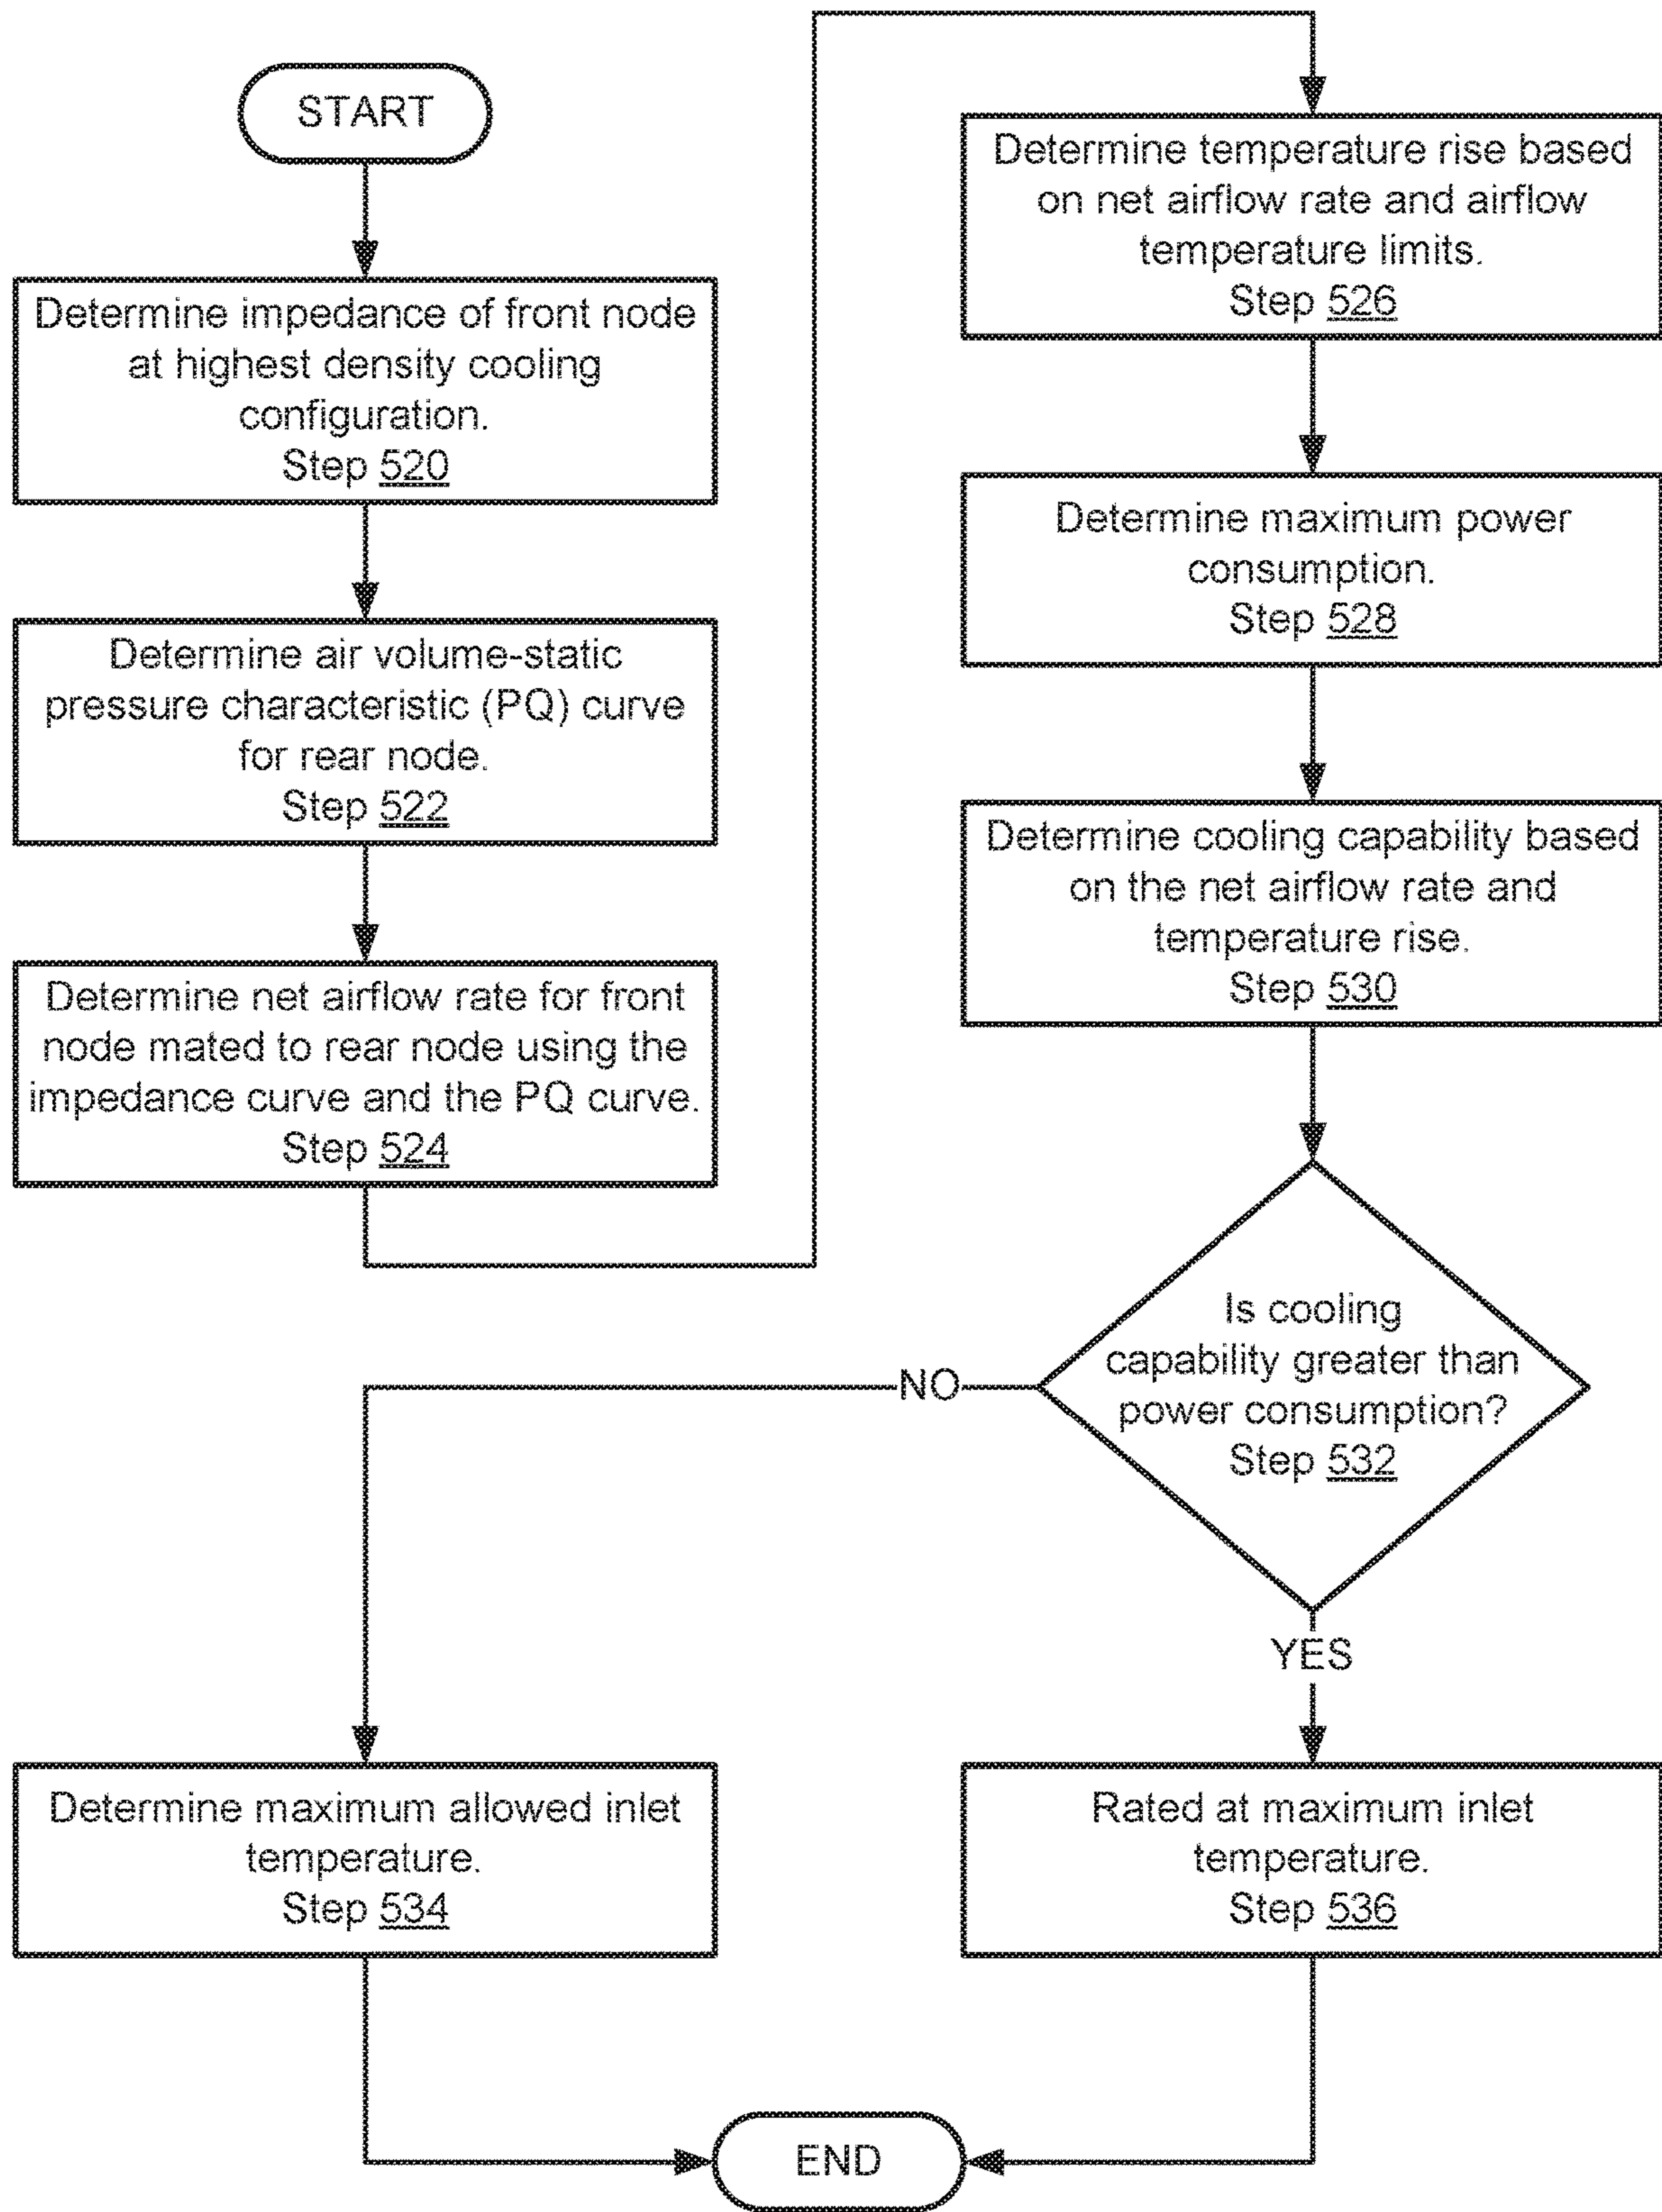 START
Determine impedance of front node
at highest density cooling
configuration.
Step 520
Determine air volume-static
pressure characteristic (PQ) curve
for rear node.
Step 522
Determine net airflow rate for front
node mated to rear node using the
impedance curve and the PQ curve.
Step 524
Determine temperature rise based
on net airflow rate and airflow
temperature limits.
Step 526
Determine maximum power
consumption.
Step 528
Determine cooling capability based
on the net airflow rate and
temperature rise.
Step 530
Is cooling
capability greater than
power consumption?
Step 532
NO
YES
Determine maximum allowed inlet
temperature.
Step 534
Rated at maximum inlet
temperature.
Step 536
END